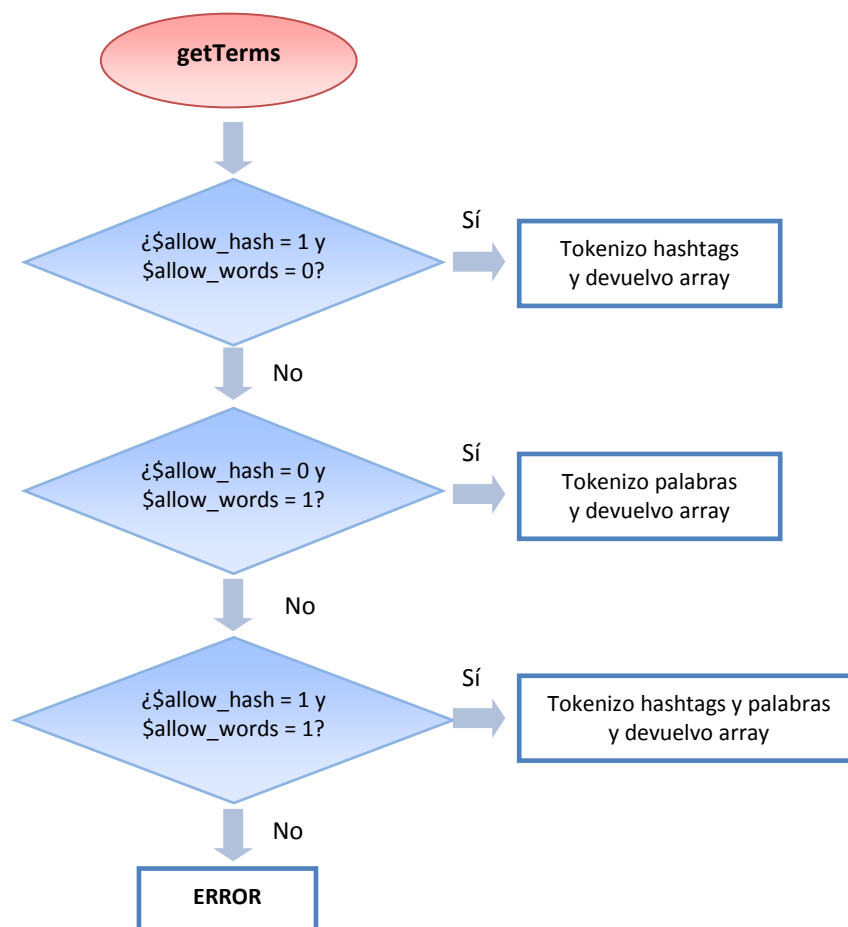 getTerms
¿$allow_hash = 1 y
$allow_words = 0?
Sí
Tokenizo hashtags
y devuelvo array
No
¿$allow_hash = 0 y
$allow_words = 1?
Sí
Tokenizo palabras
y devuelvo array
No
¿$allow_hash = 1 y
$allow_words = 1?
Sí
Tokenizo hashtags y palabras
y devuelvo array
No
ERROR